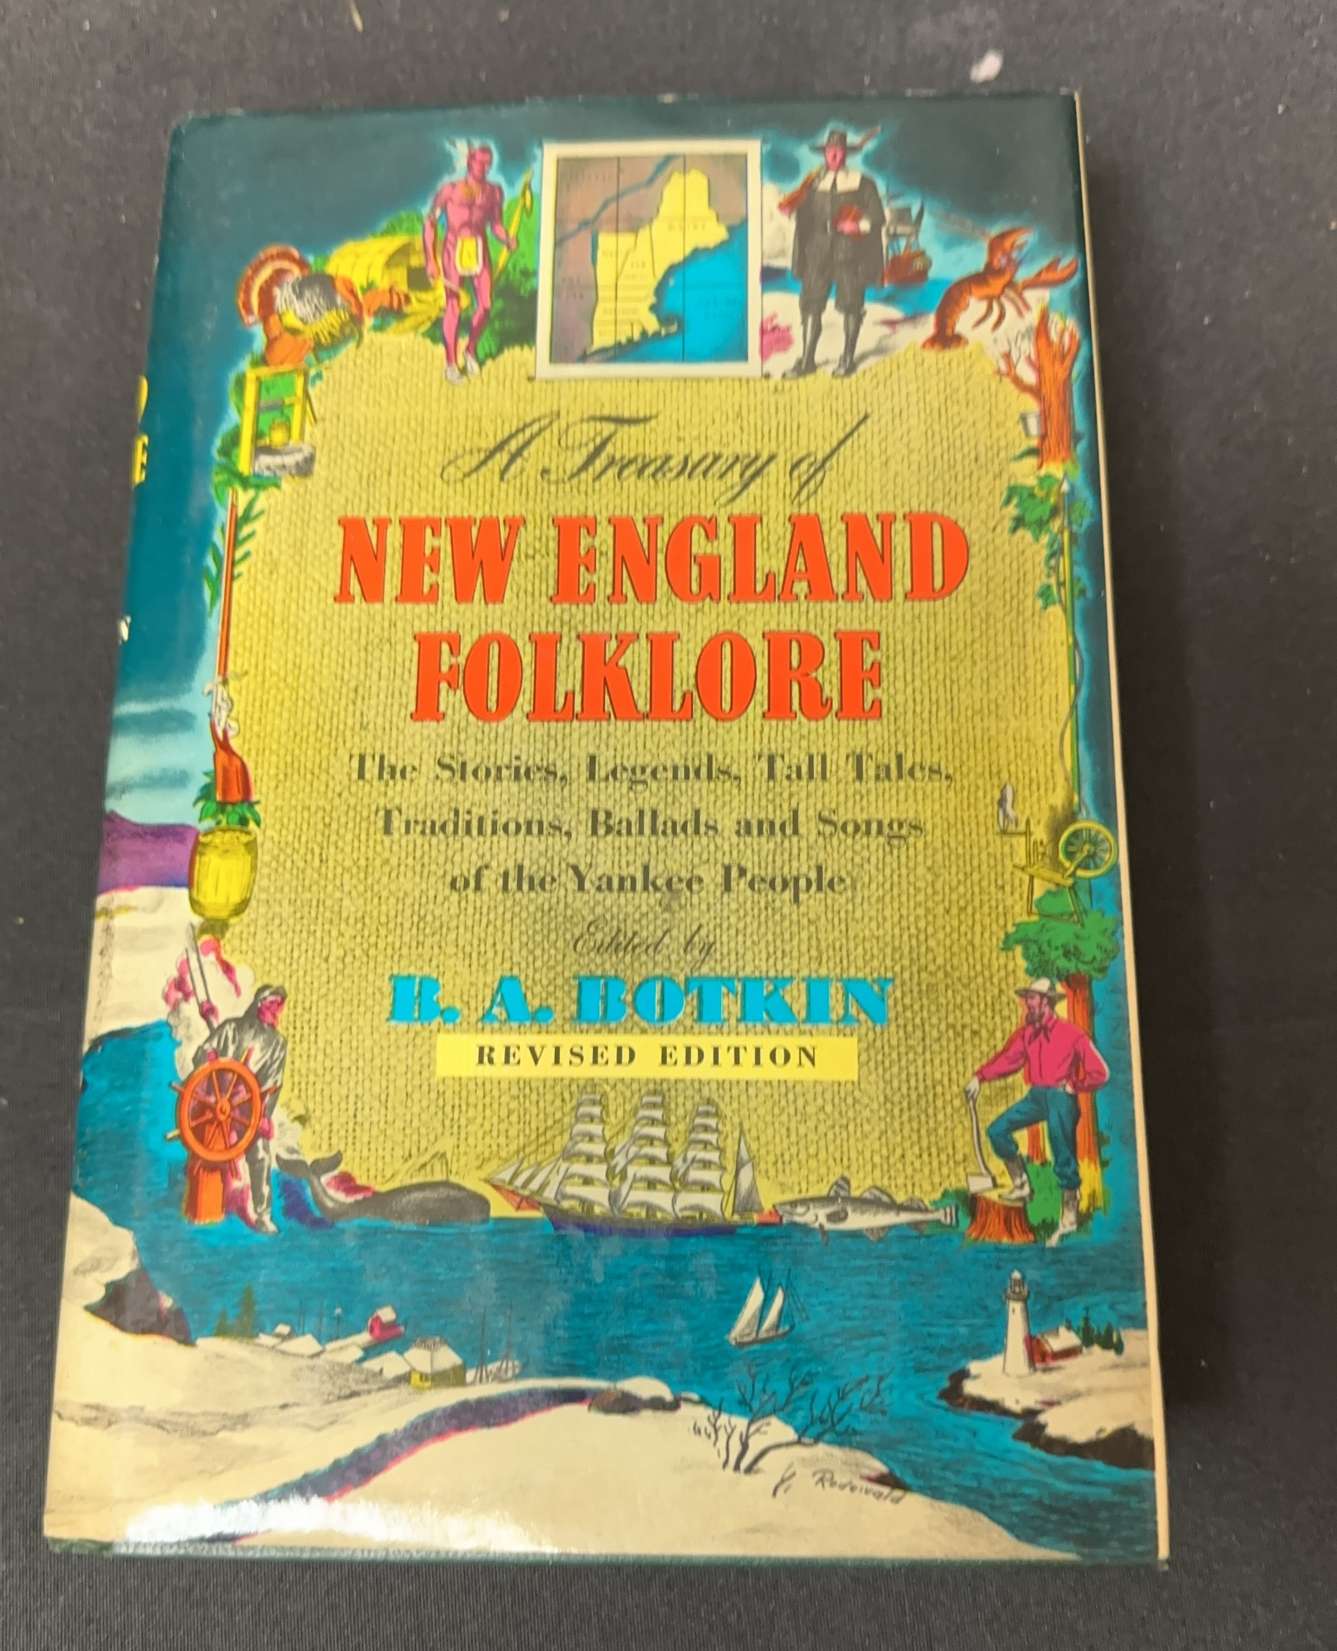 A Treasury of
NEW ENGLAND
FOLKLORE
The Stories, Legends, Tall Tales,
Traditions, Ballads and Songs
of the Yankee People
Edited by
B. A. BOTKIN
REVISED EDITION